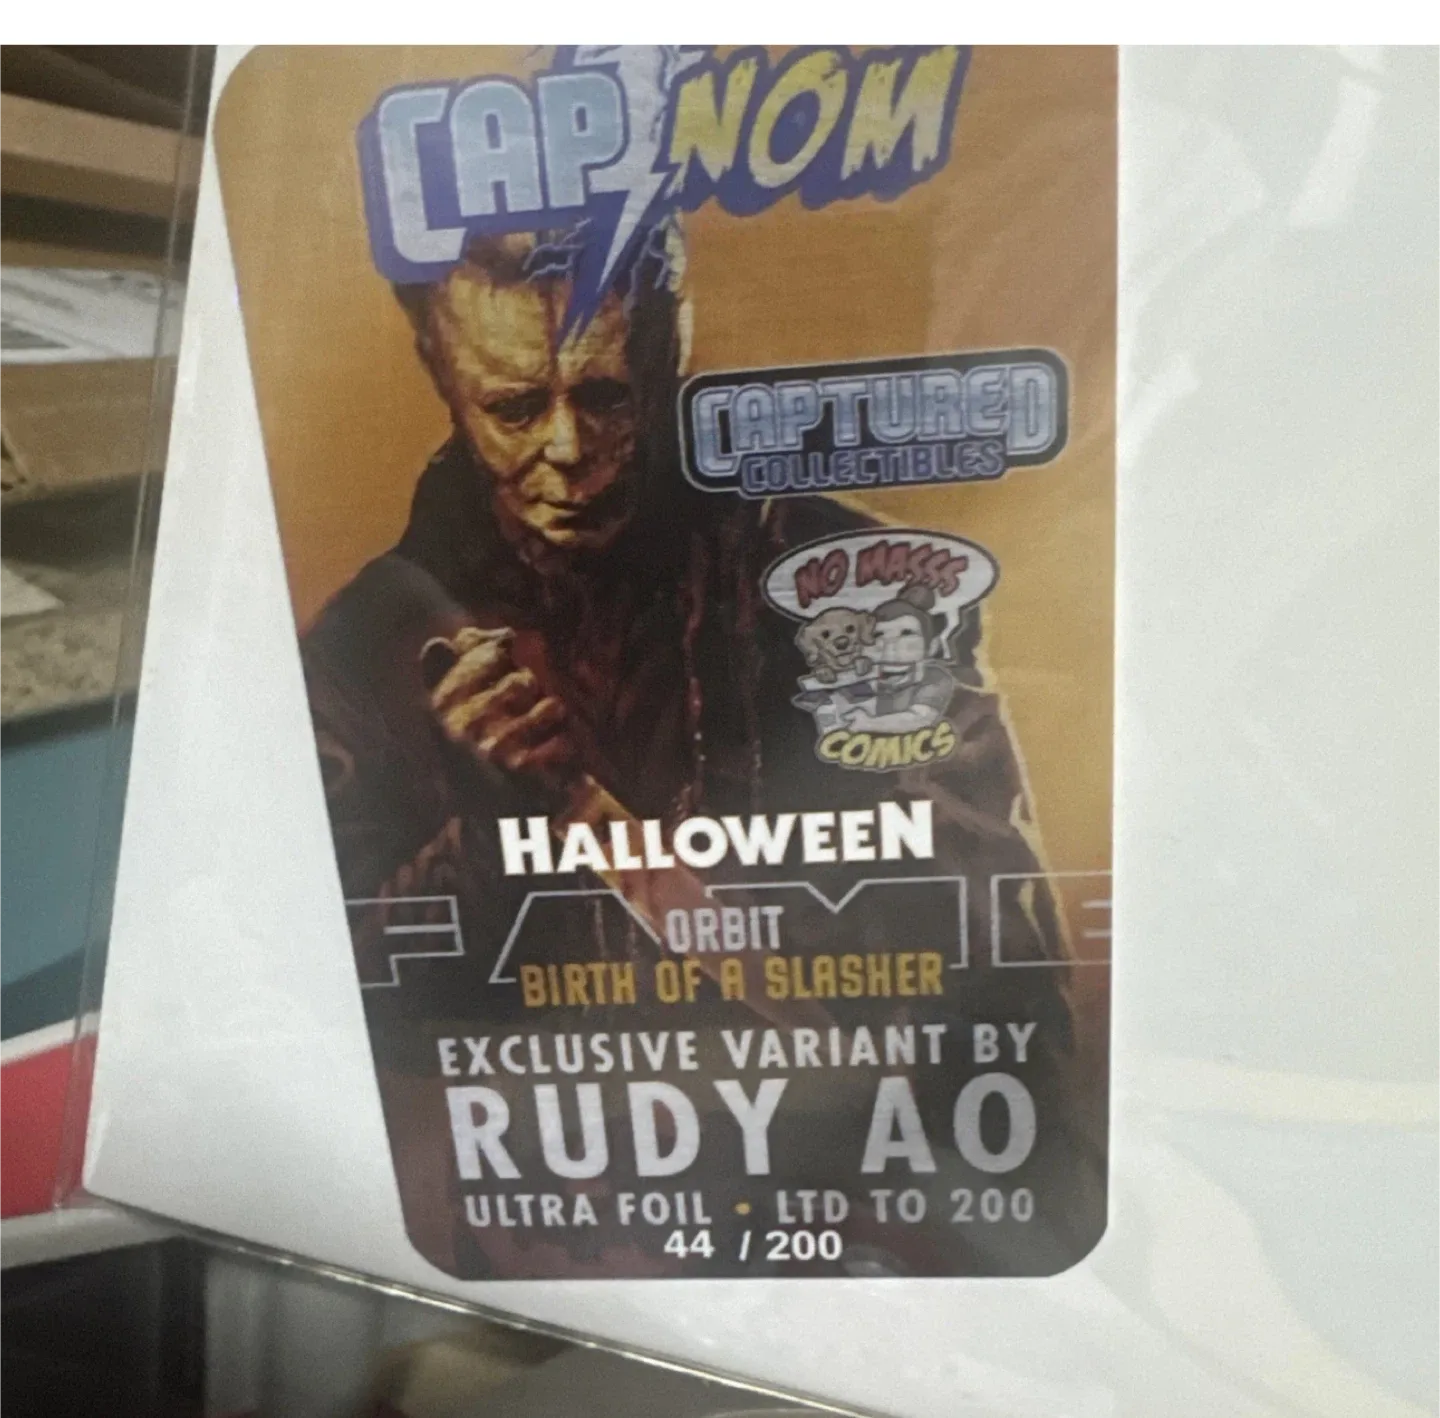 CAP NOM
CAPTURED
COLLECTIBLES
NO MASSS
COMICS
HALLOWEEN
FAME
ORBIT
BIRTH OF A SLASHER
EXCLUSIVE VARIANT BY
RUDY AO
ULTRA FOIL • LTD TO 200
44 / 200